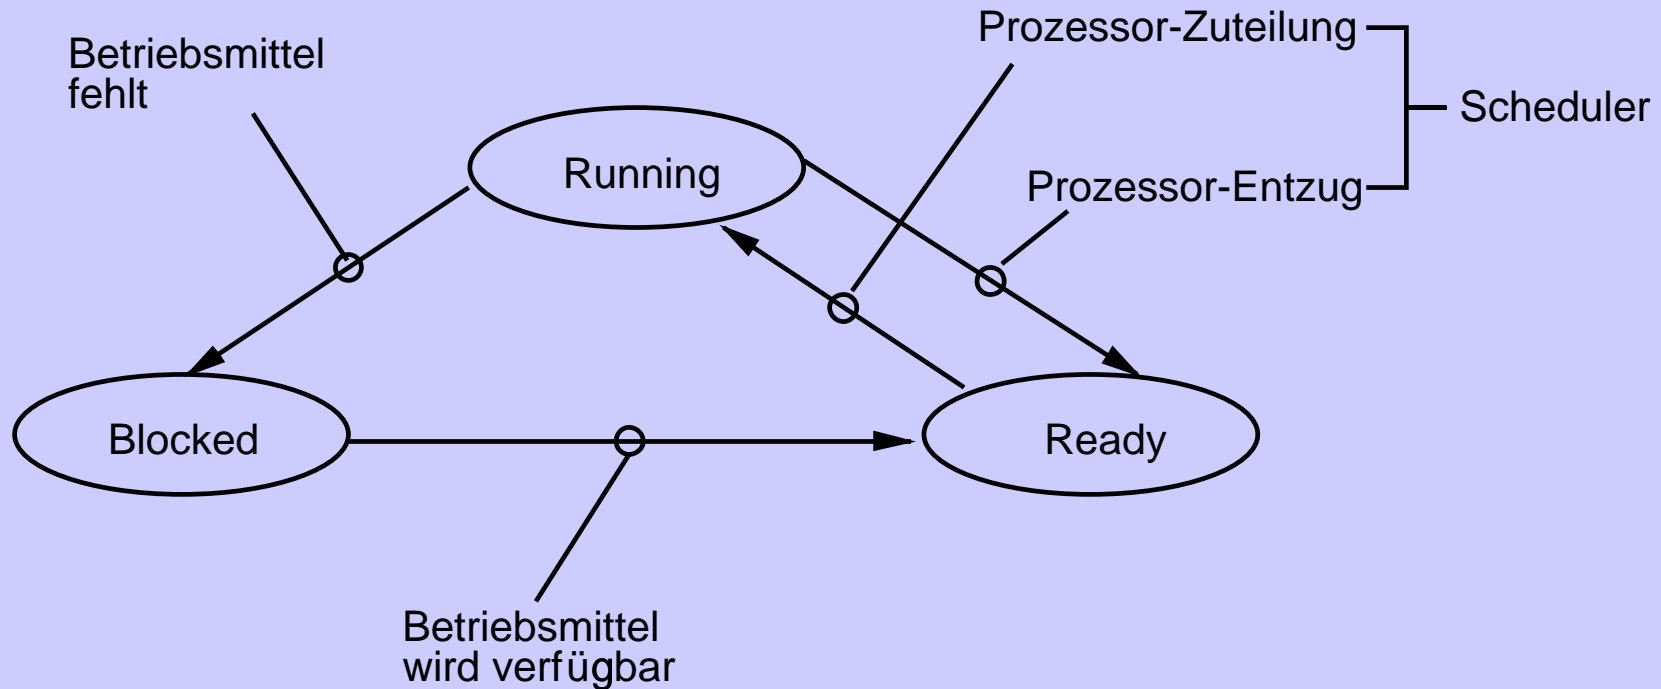 Prozessor-Zuteilung
Betriebsmittel
fehlt
Scheduler
Running
Prozessor-Entzug
Blocked
Ready
Betriebsmittel
wird verfügbar